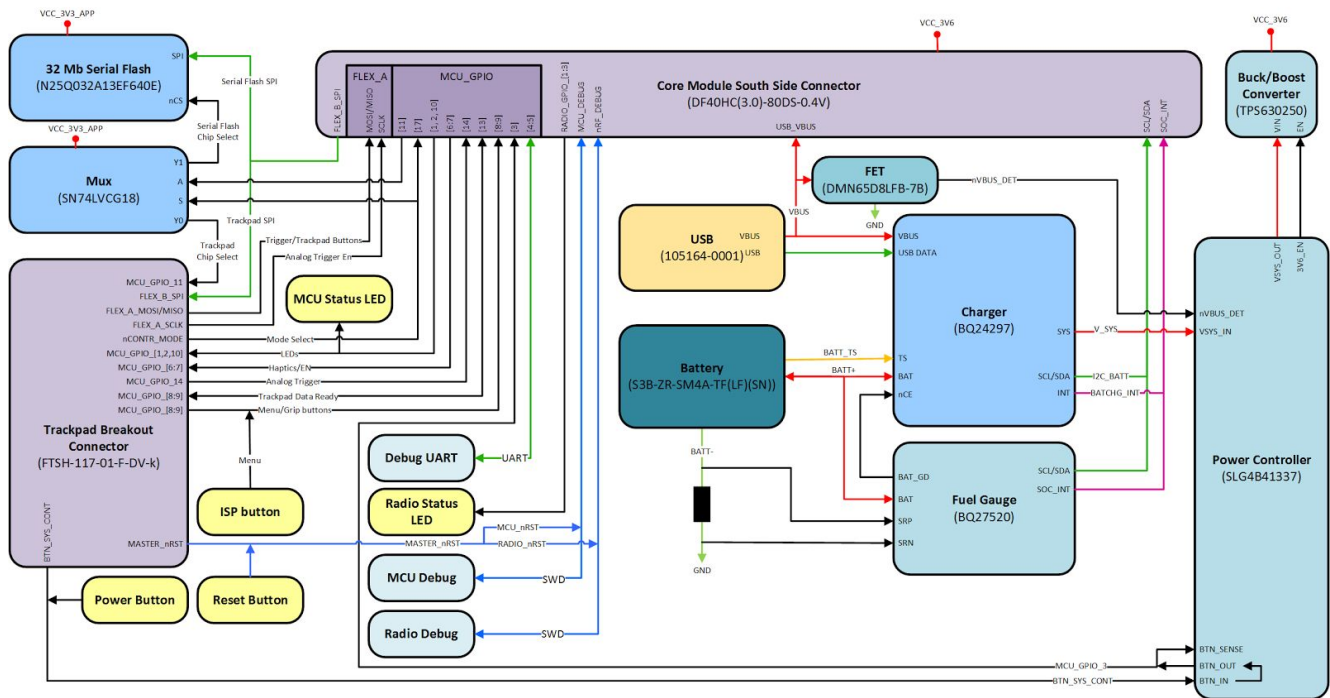 VCC_3V3_APP
32 Mb Serial Flash
(N25Q032A13EF640E)
SPI
nCS
Serial Flash SPI
Serial Flash
Chip Select
VCC_3V3_APP
Mux
(SN74LVCG18)
Y1
A
S
Y0
Trackpad SPI
Trackpad
Chip Select
Trackpad Breakout
Connector
(FTSH-117-01-F-DV-k)
MCU_GPIO_11
FLEX_B_SPI
FLEX_A_MOSI/MISO
FLEX_A_SCLK
nCONTR_MODE
MCU_GPIO_[1,2,10]
MCU_GPIO_[6:7]
MCU_GPIO_14
MCU_GPIO_[8:9]
MCU_GPIO_[8:9]
BTN_SYS_CONT
MASTER_nRST
Trigger/Trackpad Buttons
Analog Trigger En
Mode Select
LEDs
Haptics/EN
Analog Trigger
Trackpad Data Ready
Menu/Grip buttons
MCU Status LED
Menu
ISP button
Power Button
Reset Button
VCC_3V6
Core Module South Side Connector
(DF40HC(3.0)-80DS-0.4V)
FLEX_B_SPI
FLEX_A
MOSI/MISO
SCLK
MCU_GPIO
[11]
[17]
[1, 2, 10]
[6:7]
[14]
[13]
[8:9]
[3]
[4:5]
RADIO_GPIO_[1:3]
MCU_DEBUG
nRF_DEBUG
USB_VBUS
SCL/SDA
SOC_INT
Debug UART
UART
Radio Status
LED
MCU_nRST
MASTER_nRST
RADIO_nRST
MCU Debug
SWD
Radio Debug
SWD
FET
(DMN65D8LFB-7B)
nVBUS_DET
GND
VBUS
USB
(105164-0001)
VBUS
USB
Charger
(BQ24297)
VBUS
USB DATA
TS
BAT
nCE
SYS
SCL/SDA
INT
V_SYS
I2C_BATT
BATCHG_INT
Battery
(S3B-ZR-SM4A-TF(LF)(SN))
BATT_TS
BATT+
BATT-
GND
Fuel Gauge
(BQ27520)
BAT_GD
BAT
SRP
SRN
SCL/SDA
SOC_INT
VCC_3V6
Buck/Boost
Converter
(TPS630250)
VIN
EN
Power Controller
(SLG4B41337)
VSYS_OUT
3V6_EN
nVBUS_DET
VSYS_IN
BTN_SENSE
BTN_OUT
BTN_IN
MCU_GPIO_3
BTN_SYS_CONT